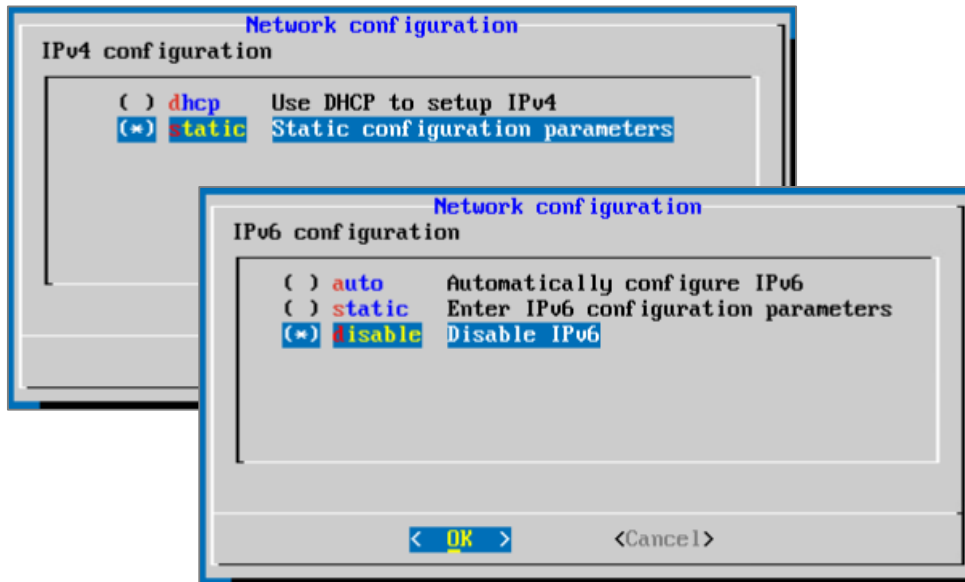 Network configuration
IPv4 configuration
( ) dhcp Use DHCP to setup IPv4
(*) static Static configuration parameters
Network configuration
IPv6 configuration
( ) auto Automatically configure IPv6
( ) static Enter IPv6 configuration parameters
(*) disable Disable IPv6
< OK > <Cancel>